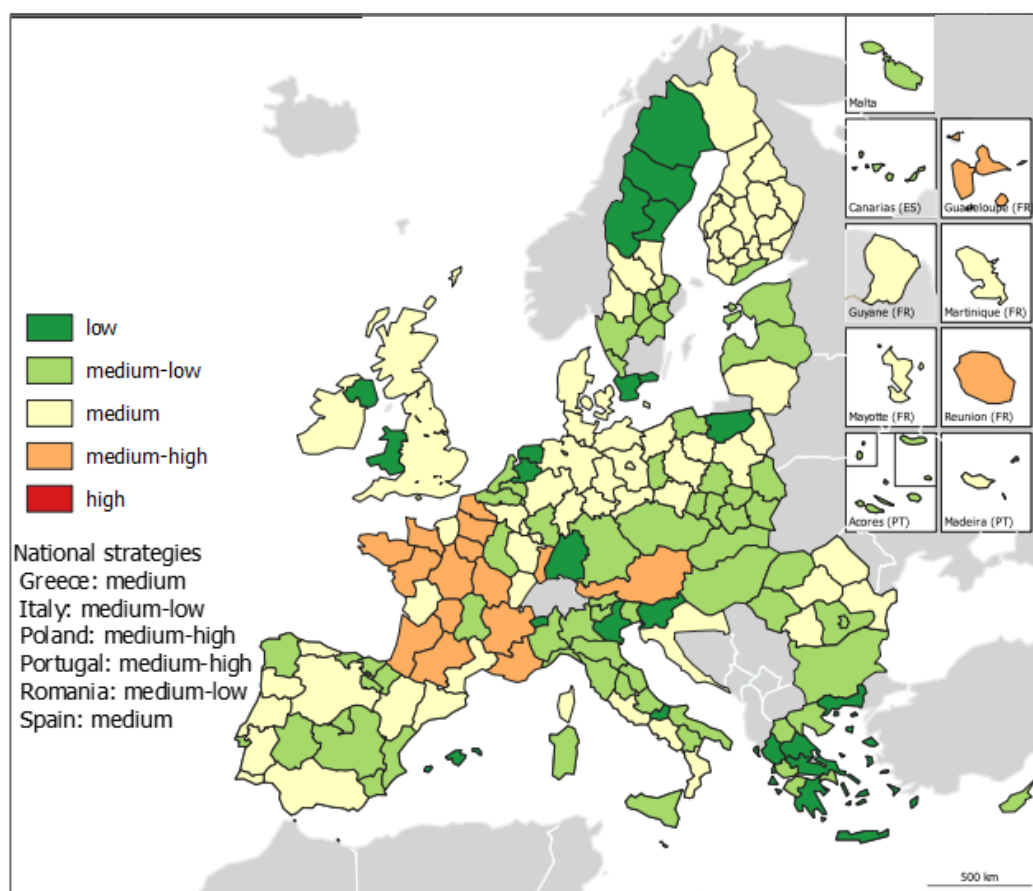 low
medium-low
medium
medium-high
high
National strategies
Greece: medium
Italy: medium-low
Poland: medium-high
Portugal: medium-high
Romania: medium-low
Spain: medium
Malta
Canarias (ES)
Guadeloupe (FR
Guyane (FR)
Martinique (FR)
Mayotte (FR)
Reunion (FR)
Acores (PT)
Madeira (PT)
500 km